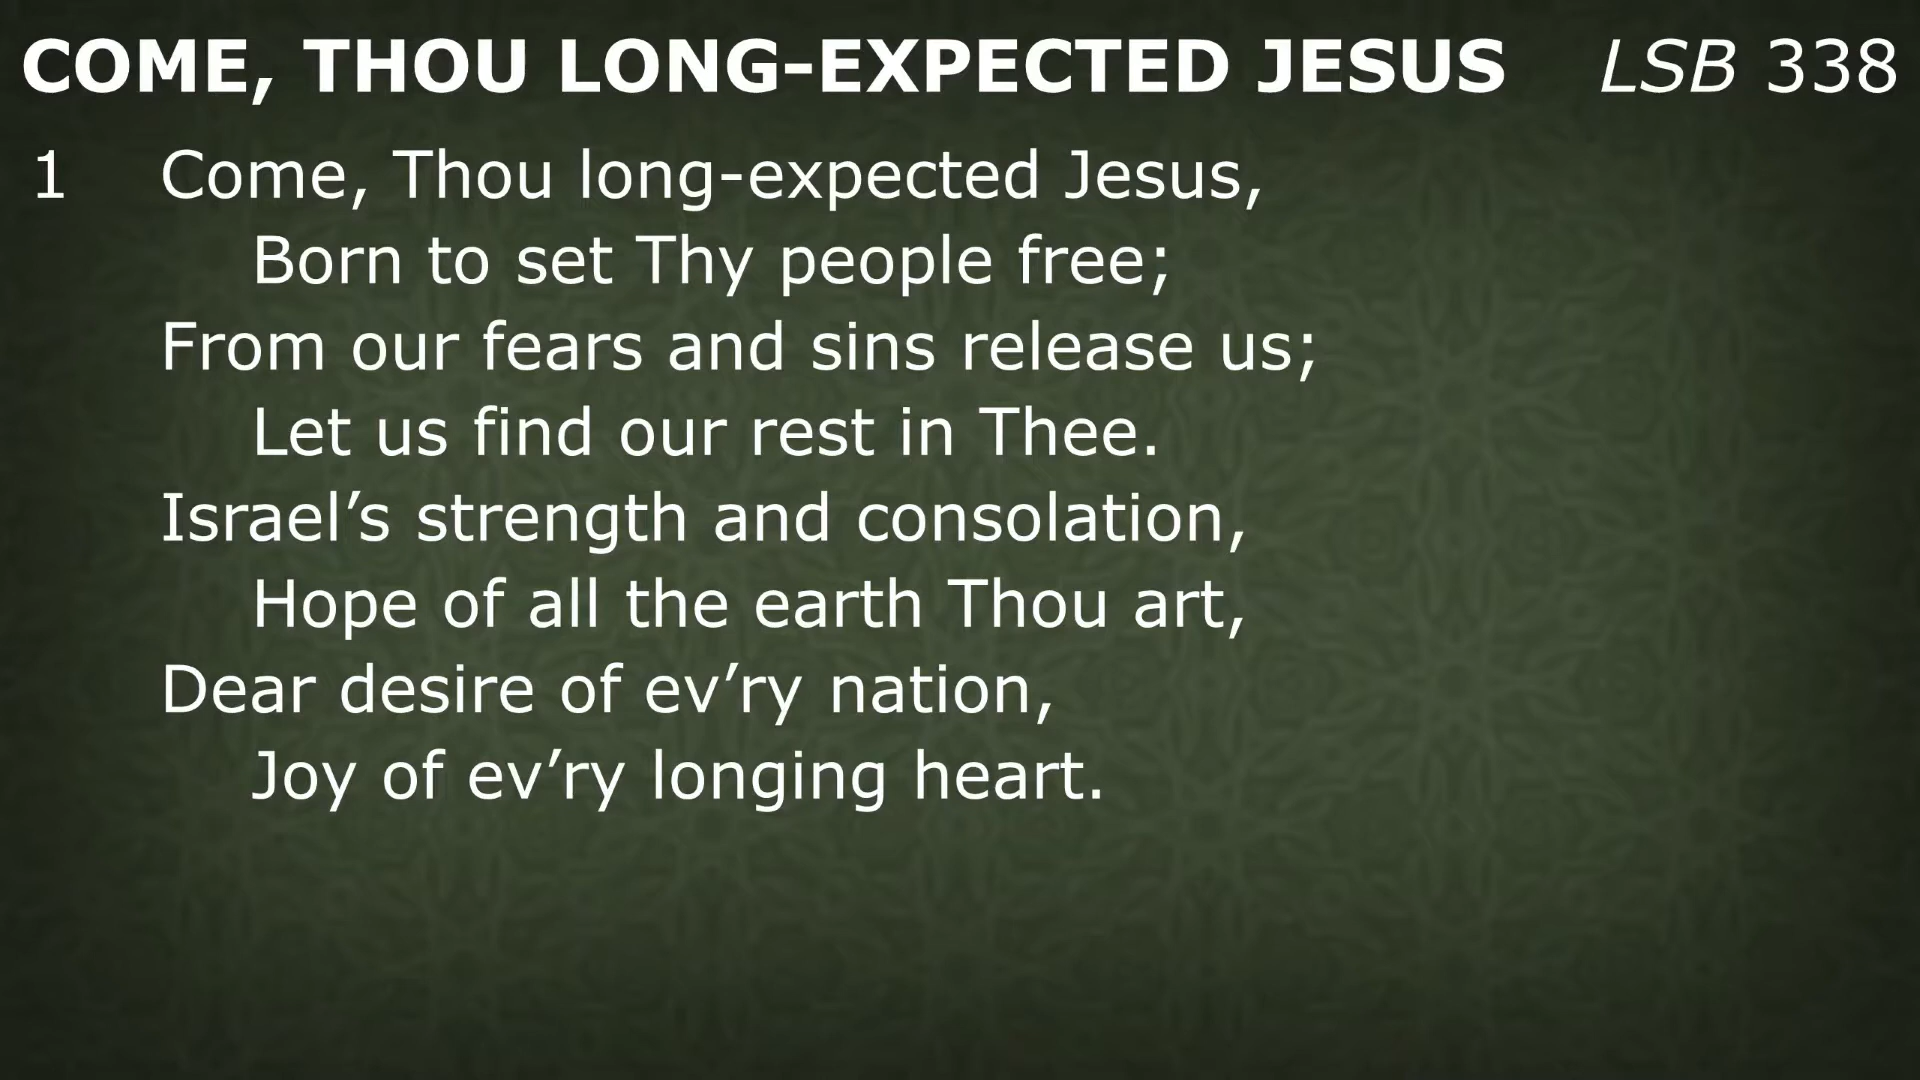 COME, THOU LONG-EXPECTED JESUS LSB 338
1 Come, Thou long-expected Jesus,
Born to set Thy people free;
From our fears and sins release us;
Let us find our rest in Thee.
Israel’s strength and consolation,
Hope of all the earth Thou art,
Dear desire of ev’ry nation,
Joy of ev’ry longing heart.